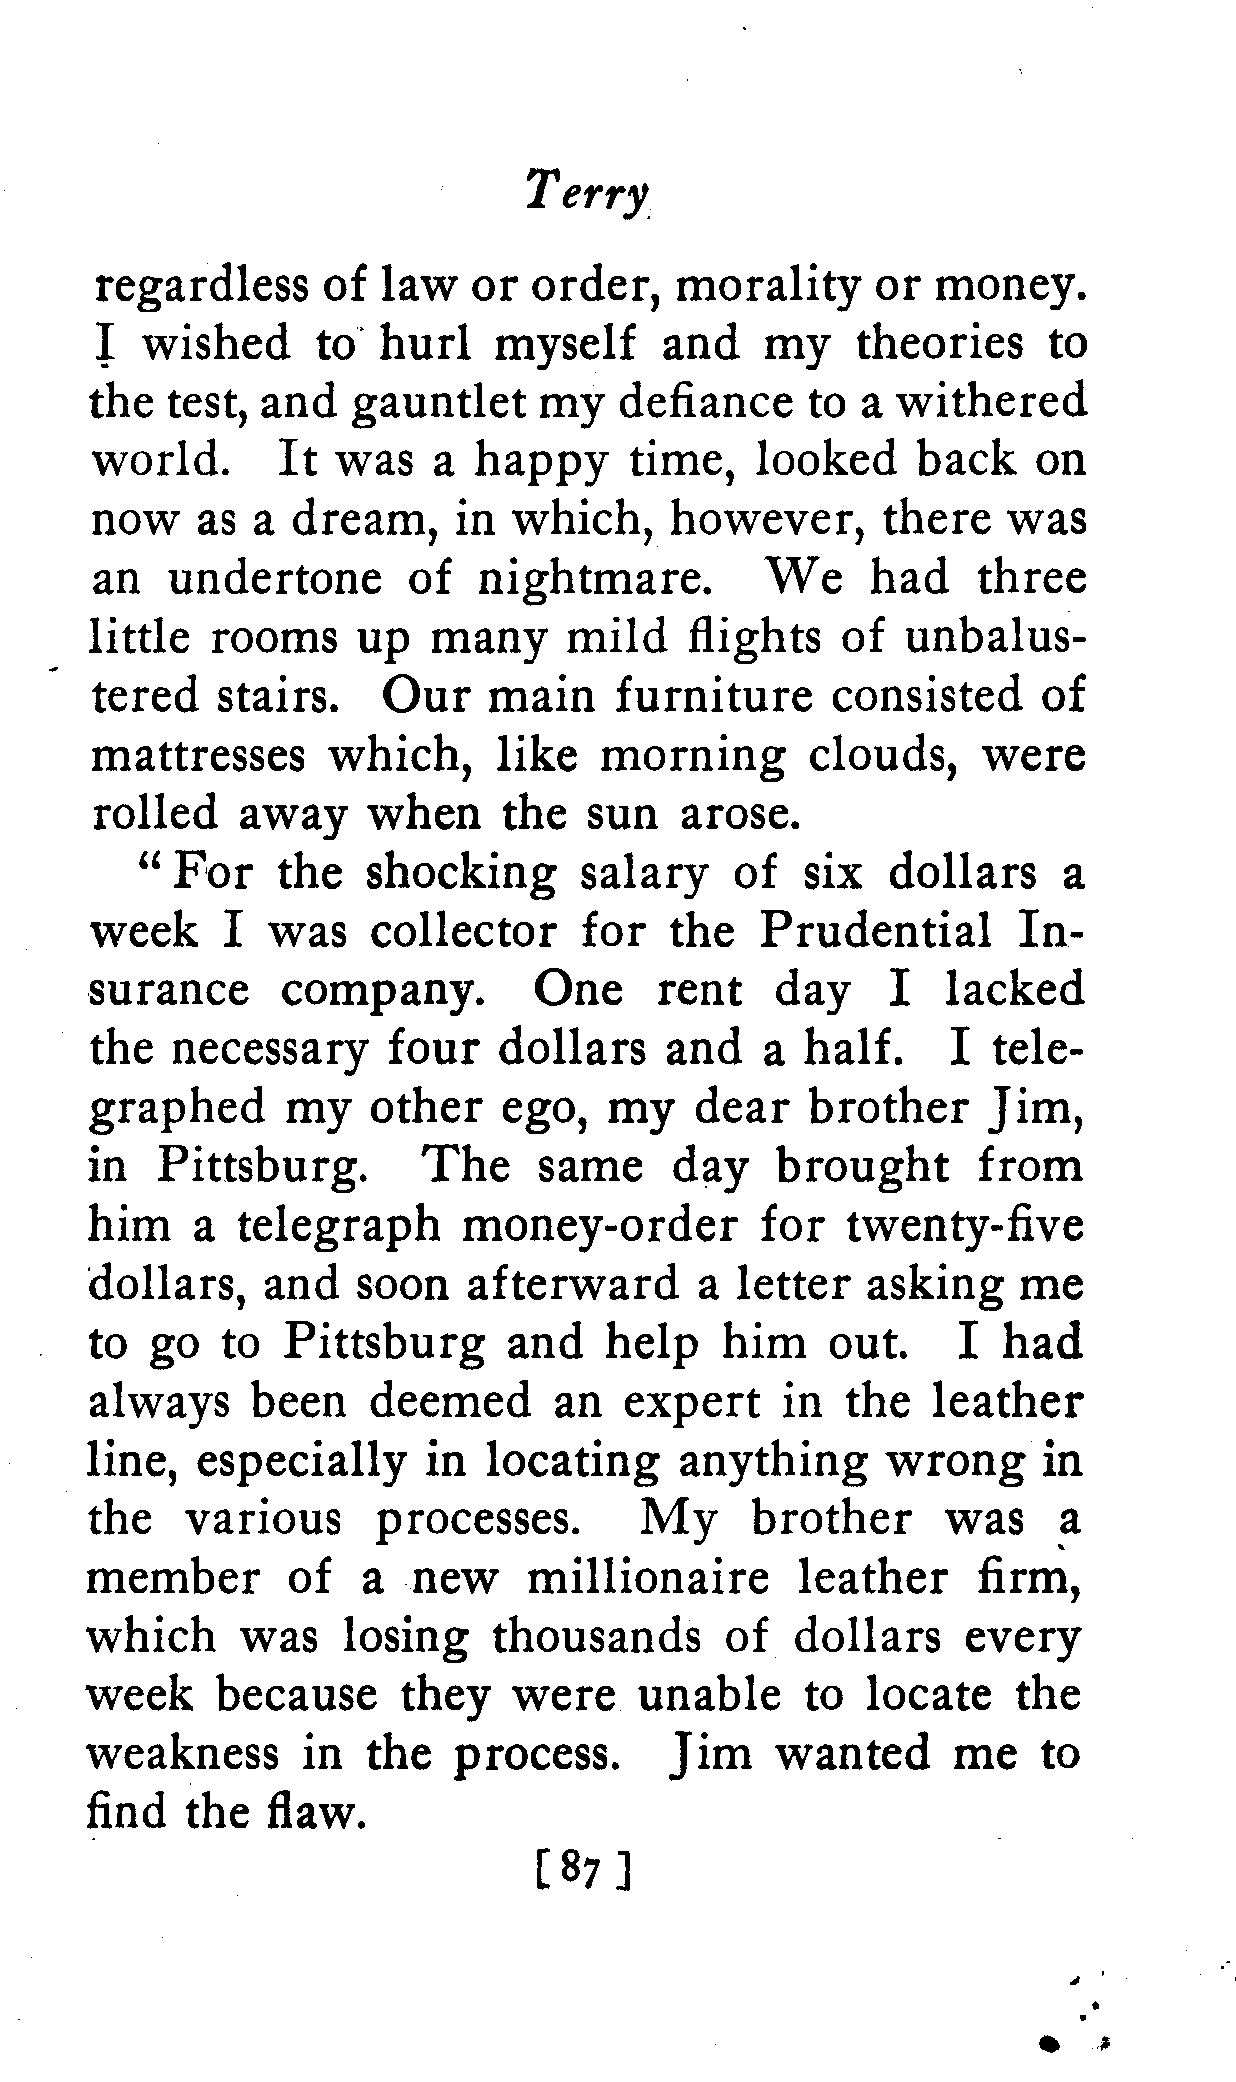 Terry
regardless of law or order, morality or money.
I wished to hurl myself and my theories to
the test, and gauntlet my defiance to a withered
world. It was a happy time, looked back on
now as a dream, in which, however, there was
an undertone of nightmare. We had three
little rooms up many mild flights of unbalus-
tered stairs. Our main furniture consisted of
mattresses which, like morning clouds, were
rolled away when the sun arose.
“For the shocking salary of six dollars a
week I was collector for the Prudential In-
surance company. One rent day I lacked
the necessary four dollars and a half. I tele-
graphed my other ego, my dear brother Jim,
in Pittsburg. The same day brought from
him a telegraph money-order for twenty-five
dollars, and soon afterward a letter asking me
to go to Pittsburg and help him out. I had
always been deemed an expert in the leather
line, especially in locating anything wrong in
the various processes. My brother was a
member of a new millionaire leather firm,
which was losing thousands of dollars every
week because they were unable to locate the
weakness in the process. Jim wanted me to
find the flaw.
[ 87 ]